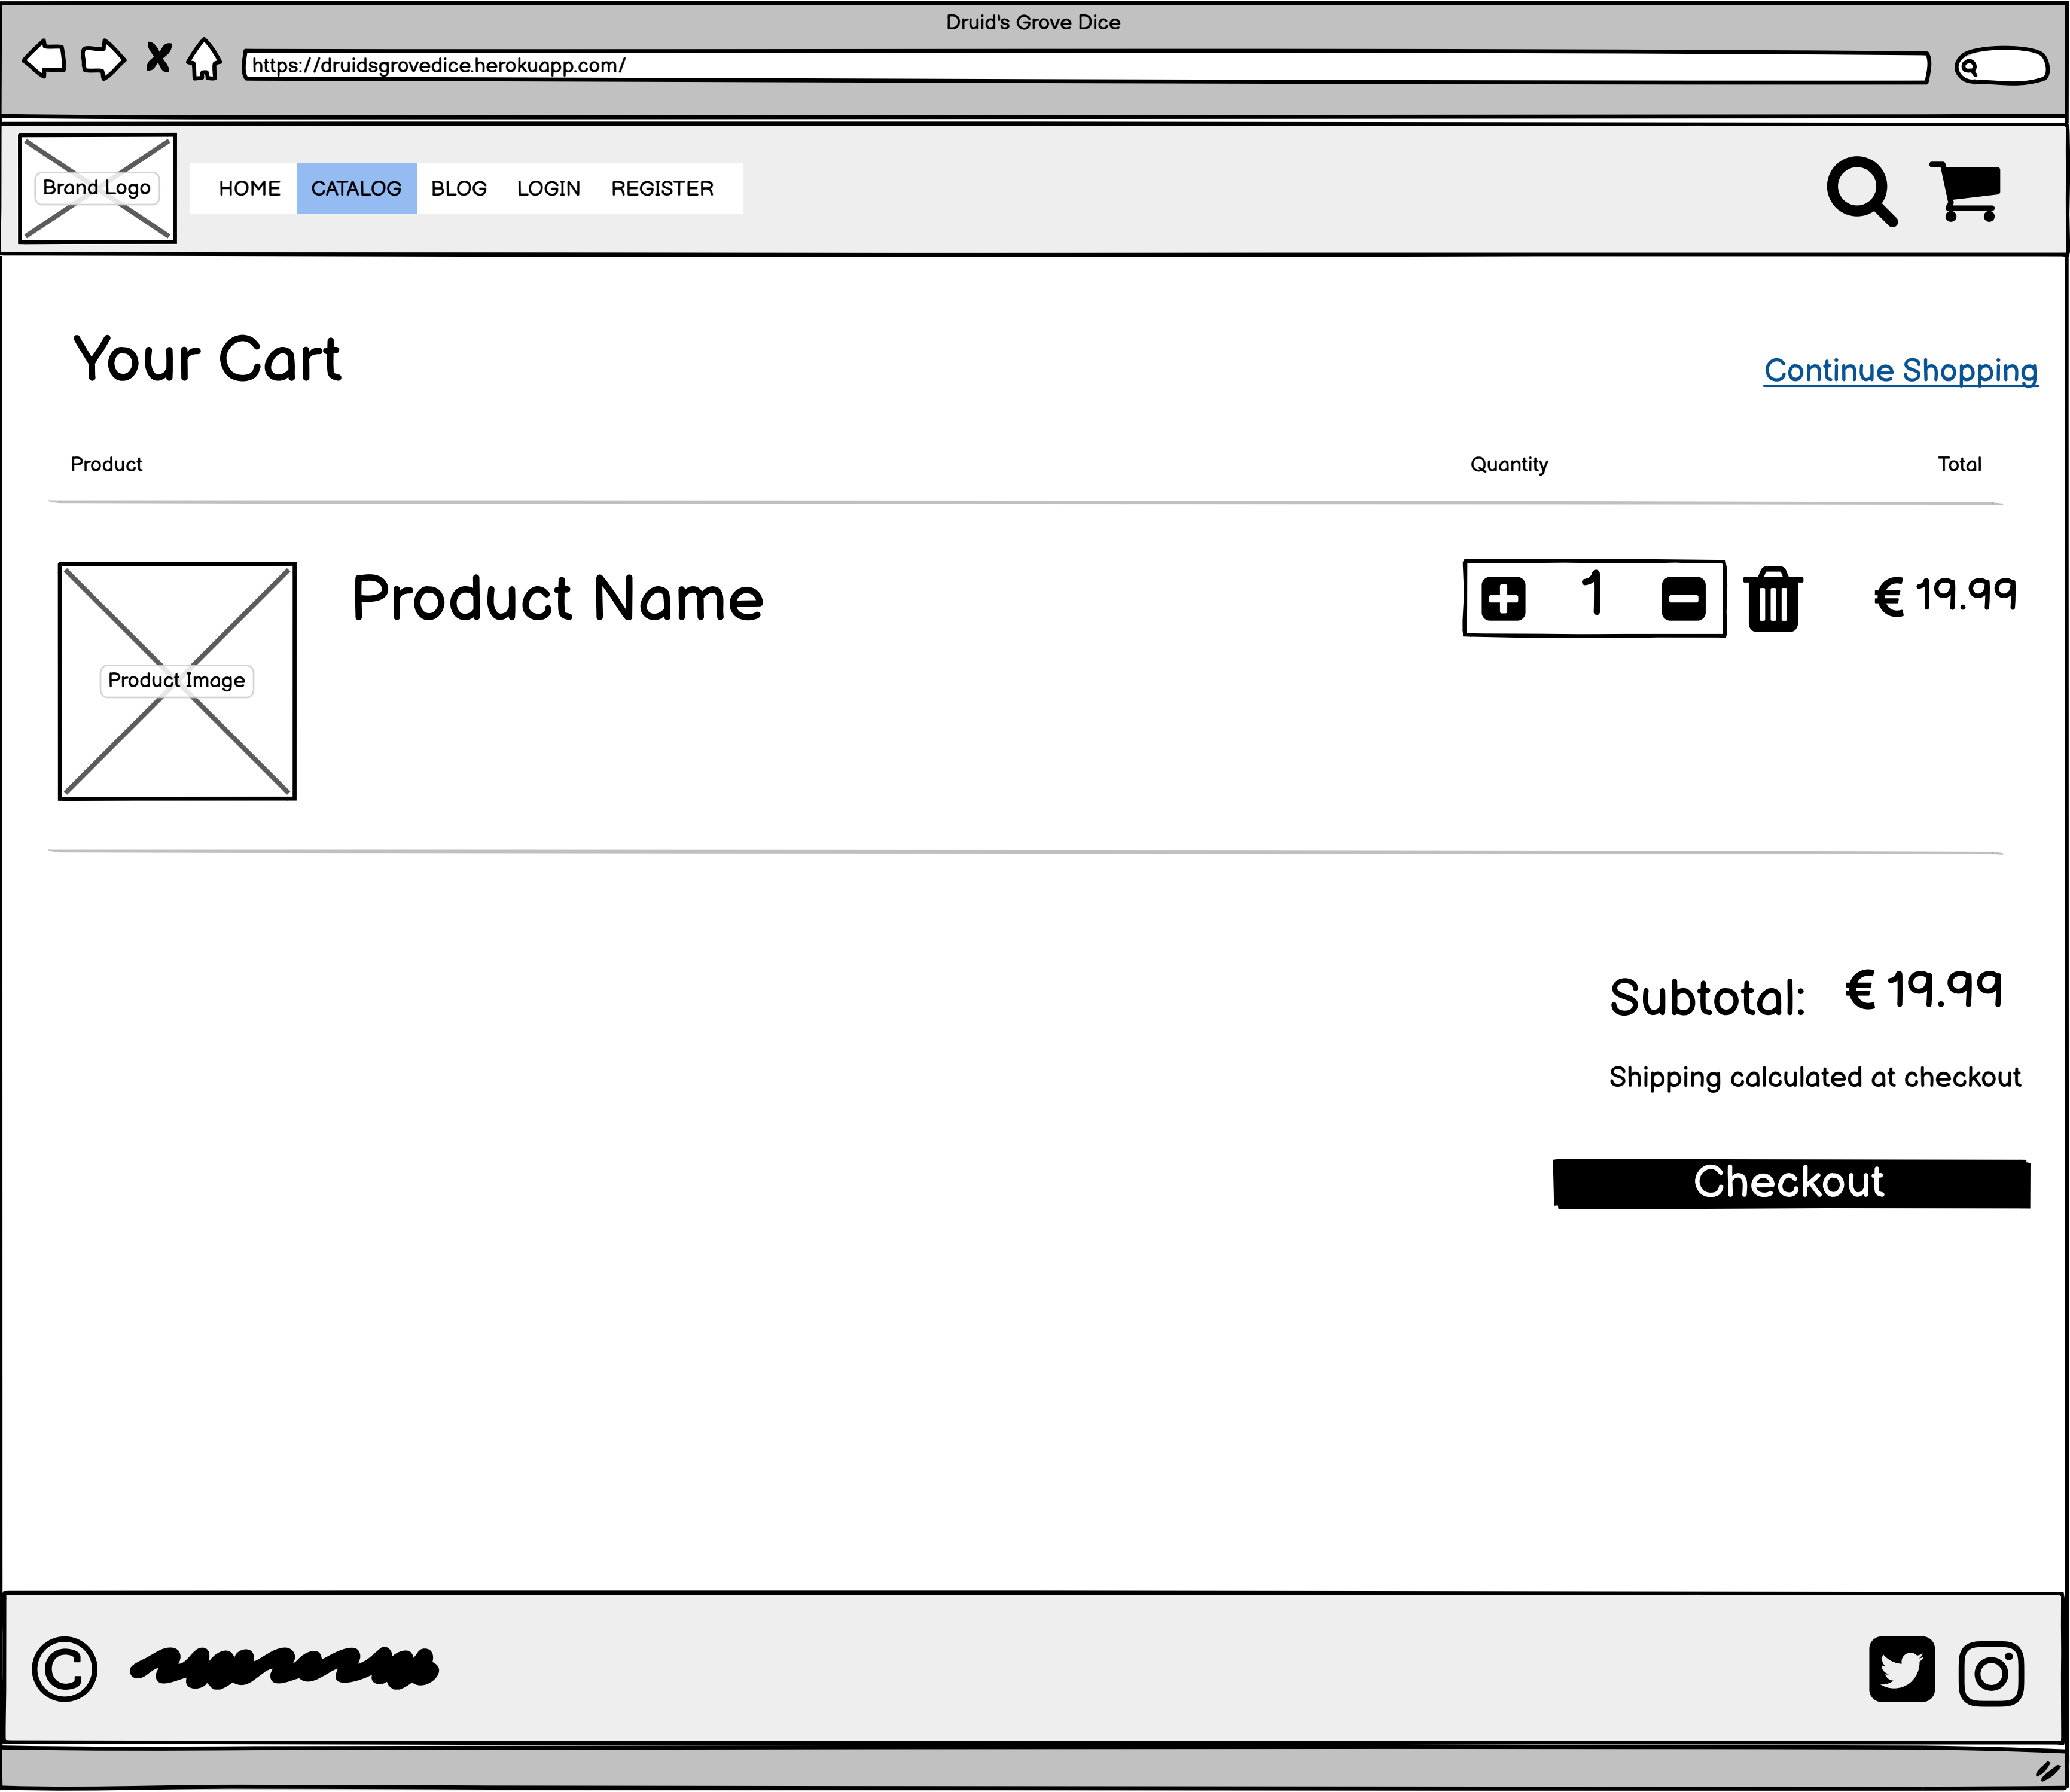 Druid's Grove Dice
https://druidsgrovedice.herokuapp.com/
Brand Logo
HOME CATALOG BLOG LOGIN REGISTER
Your Cart
Continue Shopping
Product Quantity Total
Product Name 1 € 19.99
Product Image
Subtotal: € 19.99
Shipping calculated at checkout
Checkout
©